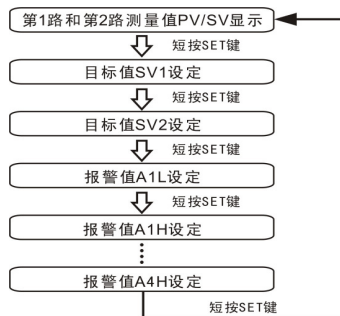 第1路和第2路测量值PV/SV显示
短按SET键
目标值SV1设定
短按SET键
目标值SV2设定
短按SET键
报警值A1L设定
短按SET键
报警值A1H设定
报警值A4H设定
短按SET键